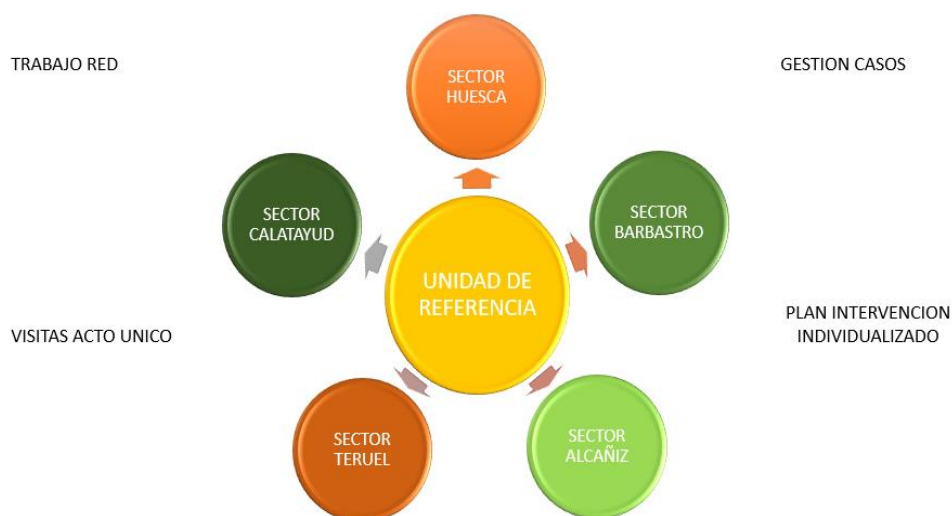 TRABAJO RED
SECTOR
HUESCA
GESTION CASOS
SECTOR
CALATAYUD
SECTOR
BARBASTRO
UNIDAD DE
REFERENCIA
VISITAS ACTO UNICO
PLAN INTERVENCION
INDIVIDUALIZADO
SECTOR
TERUEL
SECTOR
ALCAÑIZ